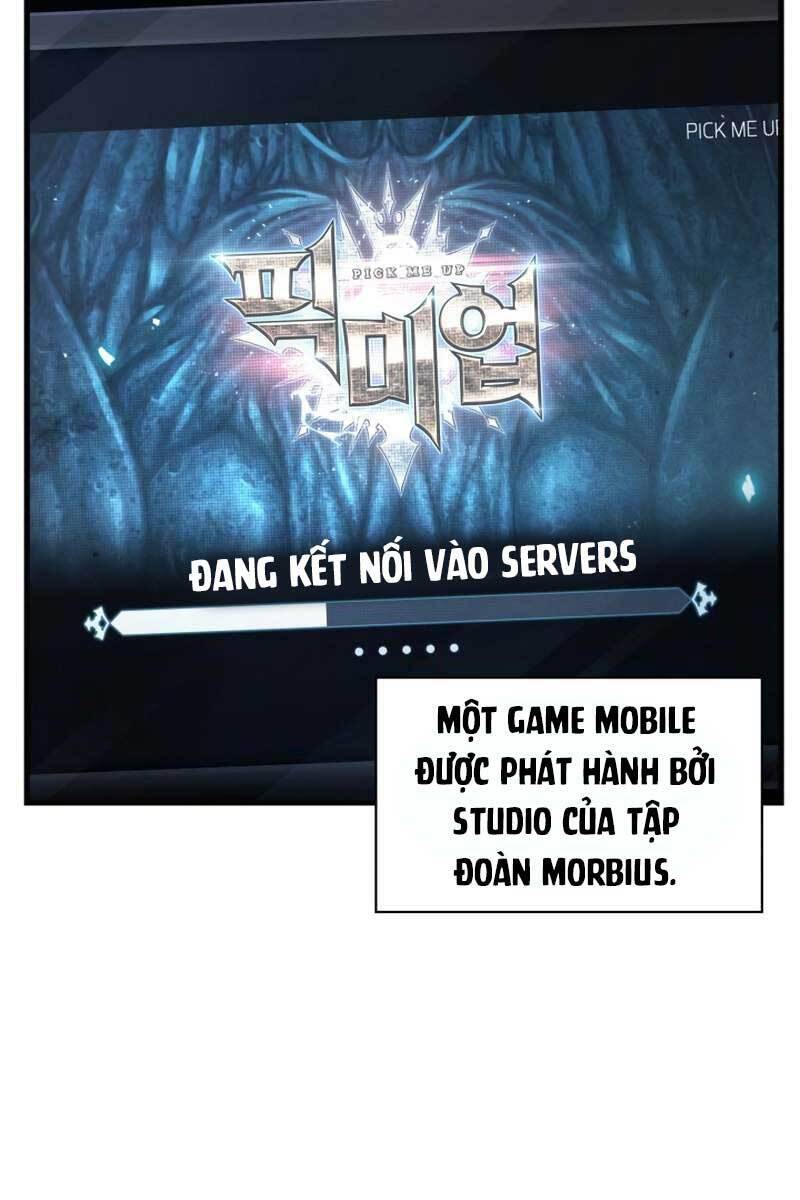 PICK ME UP
PICK ME UP
픽미업
ĐANG KẾT NỐI VÀO SERVERS
MỘT GAME MOBILE
ĐƯỢC PHÁT HÀNH BỞI
STUDIO CỦA TẬP
ĐOÀN MORBIUS.